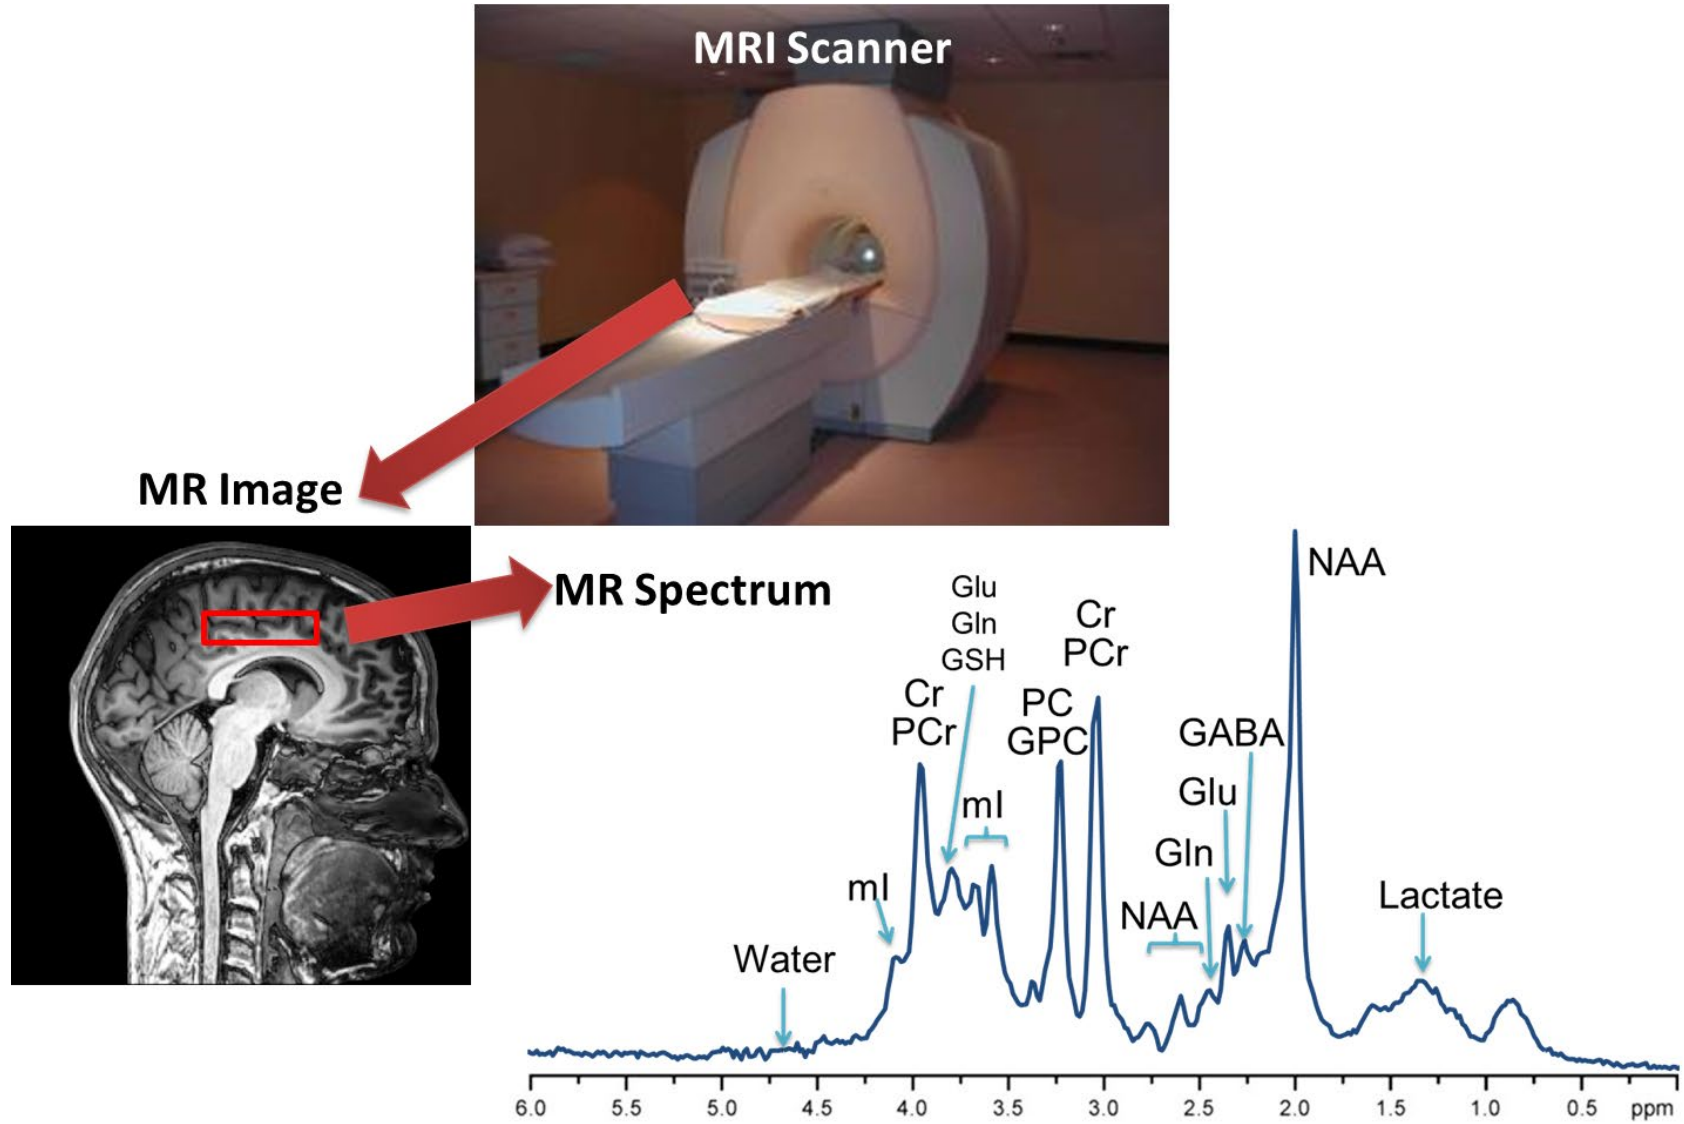 MRI Scanner
MR Image
MR Spectrum
Glu
Gln
GSH
Cr
PCr
Cr
PCr
PC
GPC
mI
mI
GABA
Glu
Gln
NAA
NAA
Water
Lactate
6.0 5.5 5.0 4.5 4.0 3.5 3.0 2.5 2.0 1.5 1.0 0.5 ppm